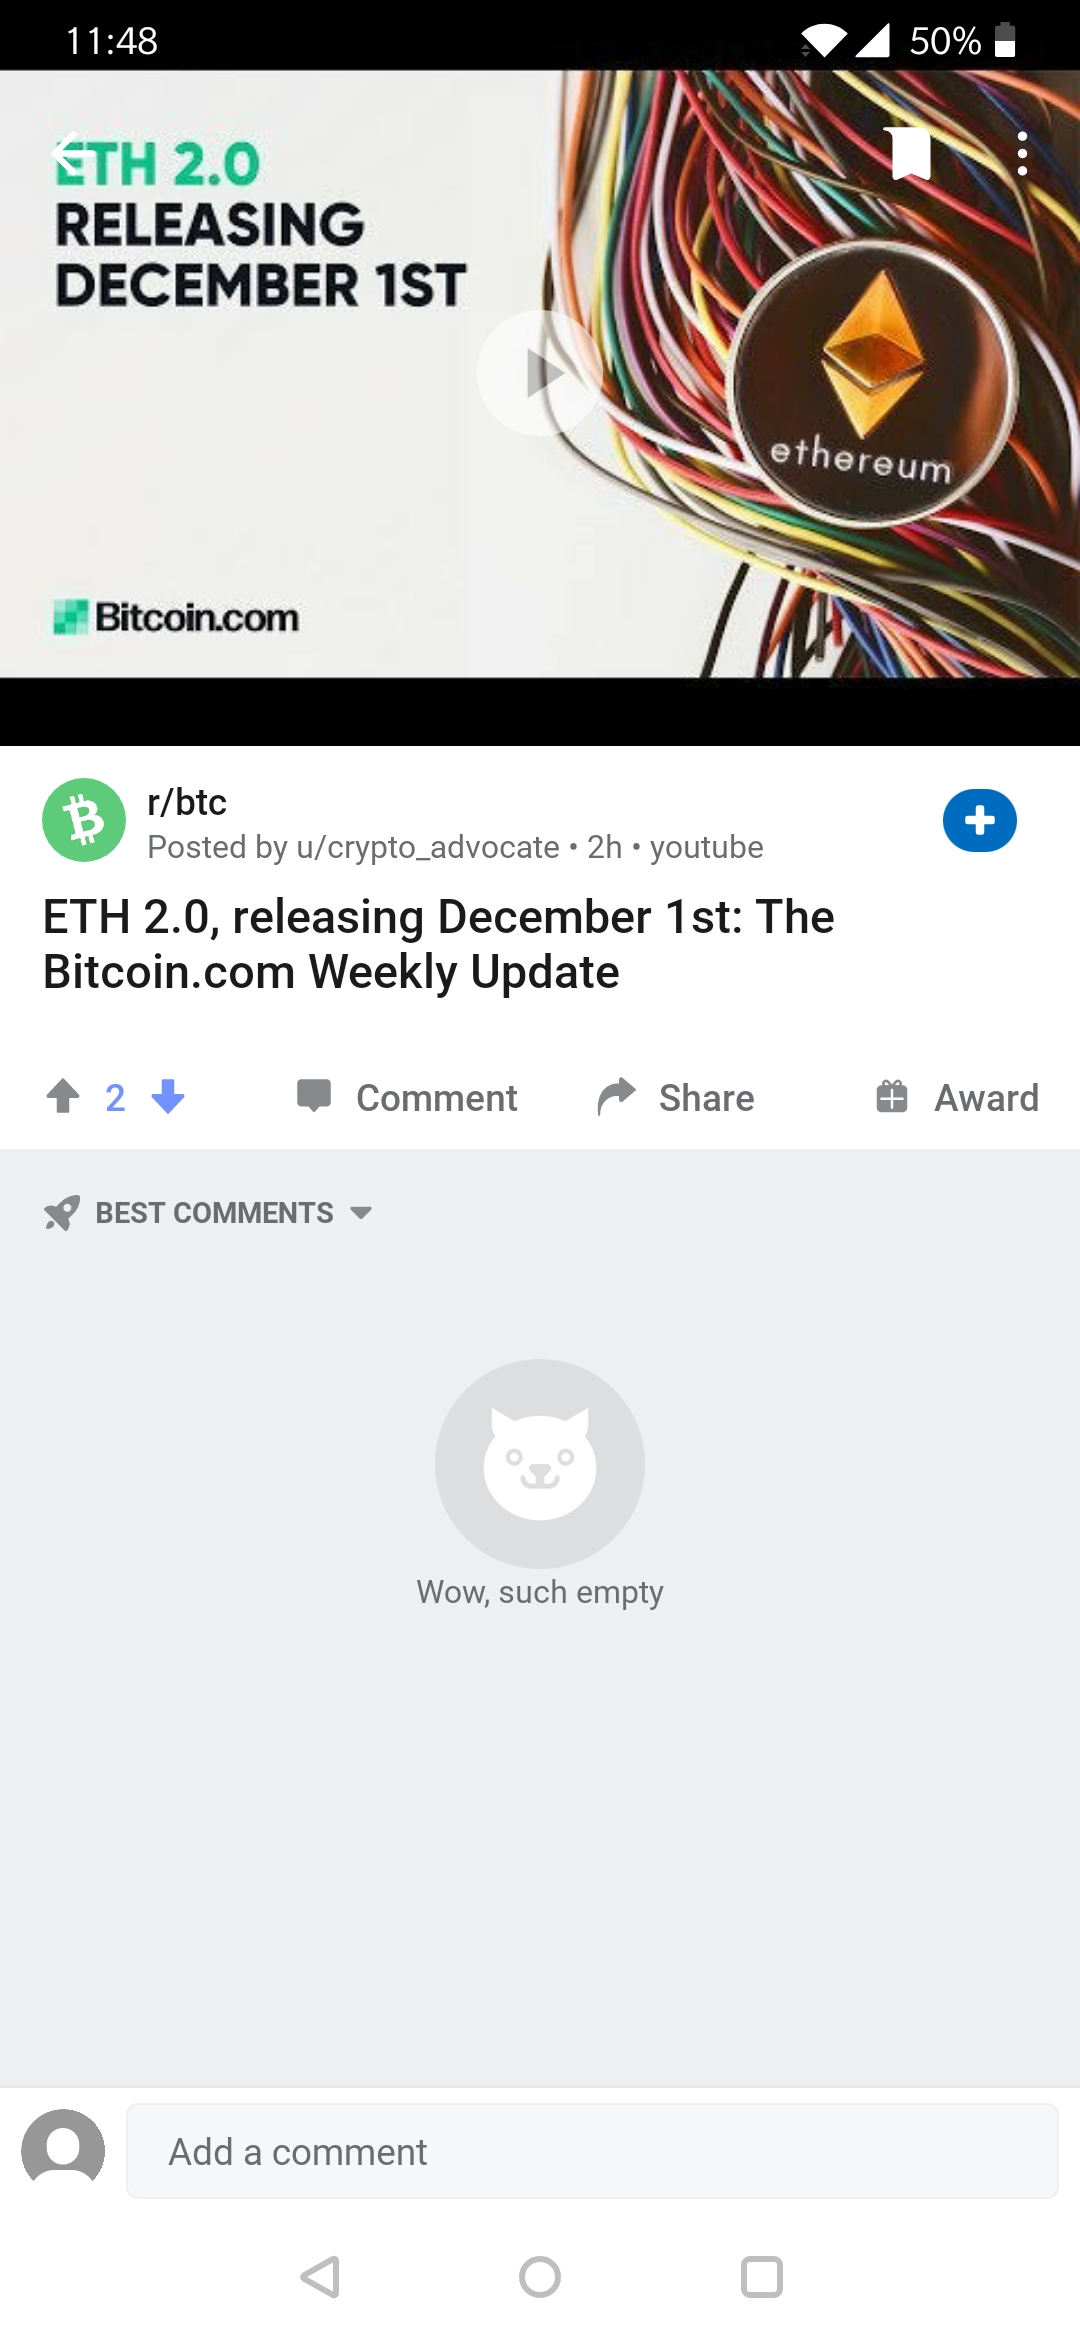 11:48
50%
ETH 2.0
RELEASING
DECEMBER 1ST
ethereum
Bitcoin.com
r/btc
Posted by u/crypto_advocate • 2h • youtube
ETH 2.0, releasing December 1st: The
Bitcoin.com Weekly Update
2 Comment Share Award
BEST COMMENTS
Wow, such empty
Add a comment